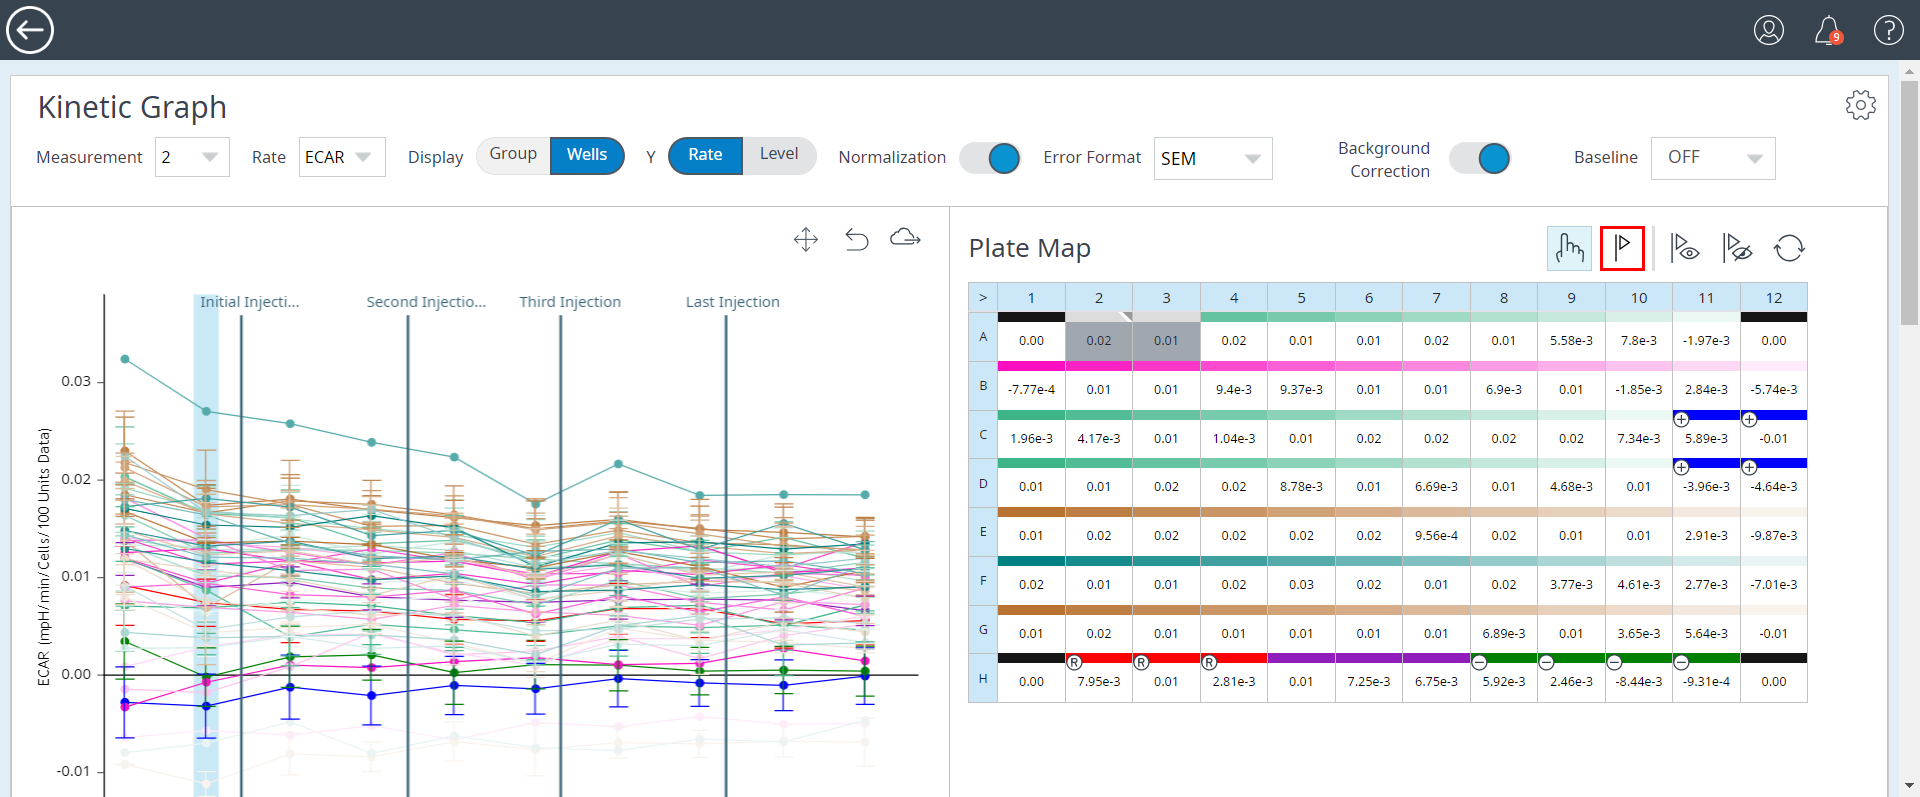 9
?
Kinetic Graph
Measurement 2 Rate ECAR Display Group Wells Y Rate Level Normalization Error Format SEM Background Correction Baseline OFF
Plate Map
Initial Injecti... Second Injectio... Third Injection Last Injection
ECAR (mpH/min/Cells/100 Units Data)
0.03
0.02
0.01
0.00
-0.01
> 1 2 3 4 5 6 7 8 9 10 11 12
A 0.00 0.02 0.01 0.02 0.01 0.01 0.02 0.01 5.58e-3 7.8e-3 -1.97e-3 0.00
B -7.77e-4 0.01 0.01 9.4e-3 9.37e-3 0.01 0.01 6.9e-3 0.01 -1.85e-3 2.84e-3 -5.74e-3
C 1.96e-3 4.17e-3 0.01 1.04e-3 0.01 0.02 0.02 0.02 0.02 7.34e-3 + 5.89e-3 + -0.01
D 0.01 0.01 0.02 0.02 8.78e-3 0.01 6.69e-3 0.01 4.68e-3 0.01 + -3.96e-3 + -4.64e-3
E 0.01 0.02 0.02 0.02 0.02 0.02 9.56e-4 0.02 0.01 0.01 2.91e-3 -9.87e-3
F 0.02 0.01 0.01 0.02 0.03 0.02 0.01 0.02 3.77e-3 4.61e-3 2.77e-3 -7.01e-3
G 0.01 0.02 0.01 0.01 0.01 0.01 0.01 6.89e-3 0.01 3.65e-3 5.64e-3 -0.01
H 0.00 R 7.95e-3 R 0.01 R 2.81e-3 0.01 7.25e-3 6.75e-3 − 5.92e-3 − 2.46e-3 − -8.44e-3 − -9.31e-4 0.00